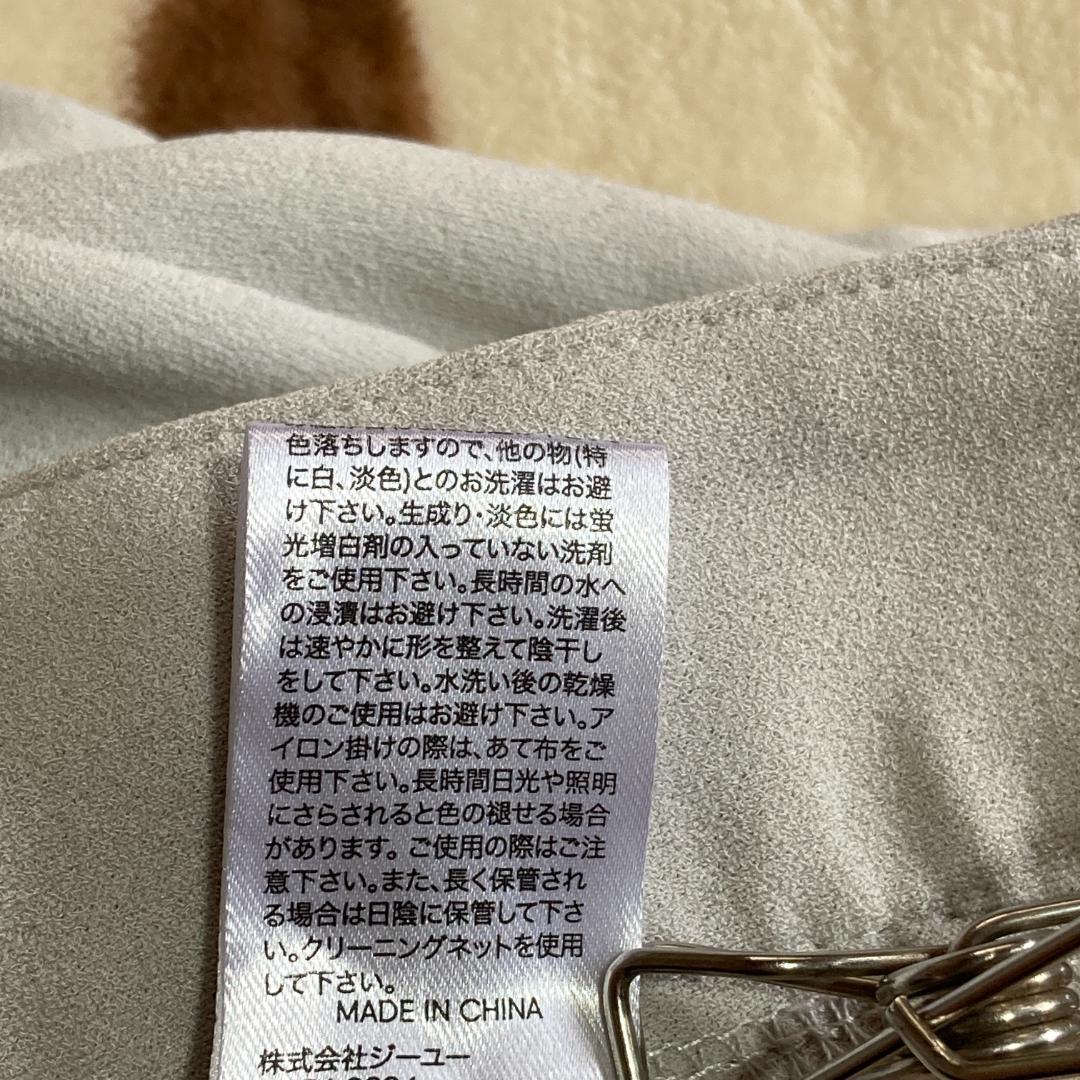 色落ちしますので、他の物(特
に白、淡色)とのお洗濯はお避
け下さい。生成り・淡色には蛍
光増白剤の入っていない洗剤
をご使用下さい。長時間の水へ
の浸漬はお避け下さい。洗濯後
は速やかに形を整えて陰干し
をして下さい。水洗い後の乾燥
機のご使用はお避け下さい。ア
イロン掛けの際は、あて布をご
使用下さい。長時間日光や照明
にさらされると色の褪せる場合
があります。ご使用の際はご注
意下さい。また、長く保管され
る場合は日陰に保管して下さ
い。クリーニングネットを使用
して下さい。
MADE IN CHINA
株式会社ジーユー